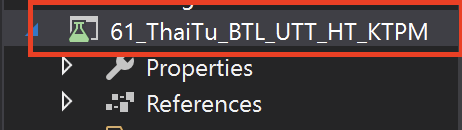 61_ThaiTu_BTL_UTT_HT_KTPM
Properties
References